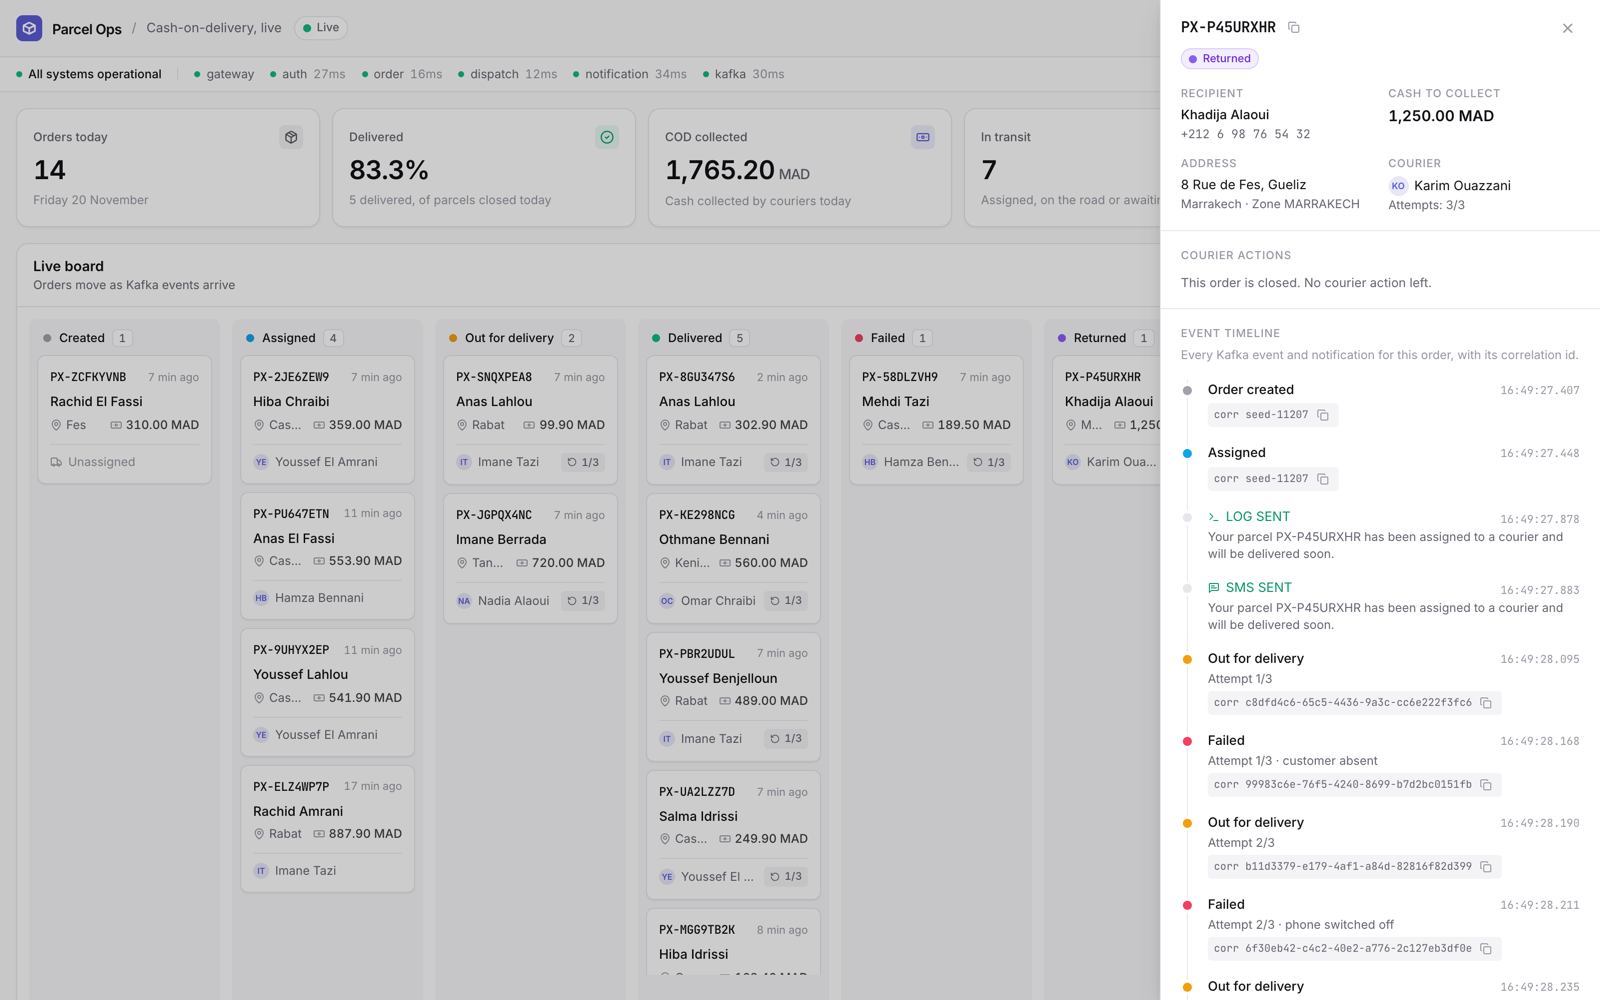 Parcel Ops / Cash-on-delivery, live Live
All systems operational gateway auth 27ms order 16ms dispatch 12ms notification 34ms kafka 30ms
Orders today
14
Friday 20 November
Delivered
83.3%
5 delivered, of parcels closed today
COD collected
1,765.20 MAD
Cash collected by couriers today
In transit
7
Assigned, on the road or awaitin
Live board
Orders move as Kafka events arrive
Created 1
PX-ZCFKYVNB 7 min ago
Rachid El Fassi
Fes 310.00 MAD
Unassigned
Assigned 4
PX-2JE6ZEW9 7 min ago
Hiba Chraibi
Cas... 359.00 MAD
YE Youssef El Amrani
PX-PU647ETN 11 min ago
Anas El Fassi
Cas... 553.90 MAD
HB Hamza Bennani
PX-9UHYX2EP 11 min ago
Youssef Lahlou
Cas... 541.90 MAD
YE Youssef El Amrani
PX-ELZ4WP7P 17 min ago
Rachid Amrani
Rabat 887.90 MAD
IT Imane Tazi
Out for delivery 2
PX-SNQXPEA8 7 min ago
Anas Lahlou
Rabat 99.90 MAD
IT Imane Tazi 1/3
PX-JGPQX4NC 7 min ago
Imane Berrada
Tan... 720.00 MAD
NA Nadia Alaoui 1/3
Delivered 5
PX-8GU347S6 2 min ago
Anas Lahlou
Rabat 302.90 MAD
IT Imane Tazi 1/3
PX-KE298NCG 4 min ago
Othmane Bennani
Keni... 560.00 MAD
OC Omar Chraibi 1/3
PX-PBR2UDUL 7 min ago
Youssef Benjelloun
Rabat 489.00 MAD
IT Imane Tazi 1/3
PX-UA2LZZ7D 7 min ago
Salma Idrissi
Cas... 249.90 MAD
YE Youssef El ... 1/3
PX-MGG9TB2K 8 min ago
Hiba Idrissi
Failed 1
PX-58DLZVH9 7 min ago
Mehdi Tazi
Cas... 189.50 MAD
HB Hamza Ben... 1/3
Returned 1
PX-P45URXHR
Khadija Alaoui
M... 1,250
KO Karim Oua...
PX-P45URXHR
Returned
RECIPIENT
Khadija Alaoui
+212 6 98 76 54 32
CASH TO COLLECT
1,250.00 MAD
ADDRESS
8 Rue de Fes, Gueliz
Marrakech · Zone MARRAKECH
COURIER
KO Karim Ouazzani
Attempts: 3/3
COURIER ACTIONS
This order is closed. No courier action left.
EVENT TIMELINE
Every Kafka event and notification for this order, with its correlation id.
Order created 16:49:27.407
corr seed-11207
Assigned 16:49:27.448
corr seed-11207
LOG SENT 16:49:27.878
Your parcel PX-P45URXHR has been assigned to a courier and
will be delivered soon.
SMS SENT 16:49:27.883
Your parcel PX-P45URXHR has been assigned to a courier and
will be delivered soon.
Out for delivery 16:49:28.095
Attempt 1/3
corr c8dfd4c6-65c5-4436-9a3c-cc6e222f3fc6
Failed 16:49:28.168
Attempt 1/3 · customer absent
corr 99983c6e-76f5-4240-8699-b7d2bc0151fb
Out for delivery 16:49:28.190
Attempt 2/3
corr b11d3379-e179-4af1-a84d-82816f82d399
Failed 16:49:28.211
Attempt 2/3 · phone switched off
corr 6f30eb42-c4c2-40e2-a776-2c127eb3df0e
Out for delivery 16:49:28.235